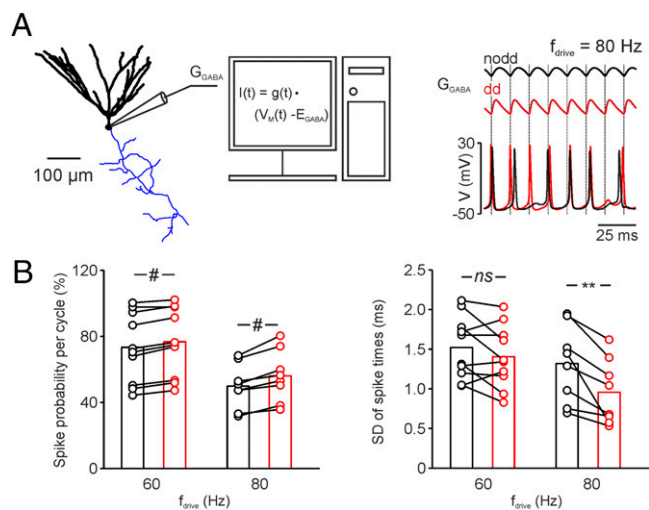 A
G_GABA
I(t) = g(t)•
(V_M(t) -E_GABA)
100 µm
f_drive = 80 Hz
nodd
G_GABA
dd
30
V (mV)
-50
25 ms
B
Spike probability per cycle (%)
120
80
40
0
#
#
60
80
f_drive (Hz)
SD of spike times (ms)
2.5
2.0
1.5
1.0
0.5
0
ns
**
60
80
f_drive (Hz)